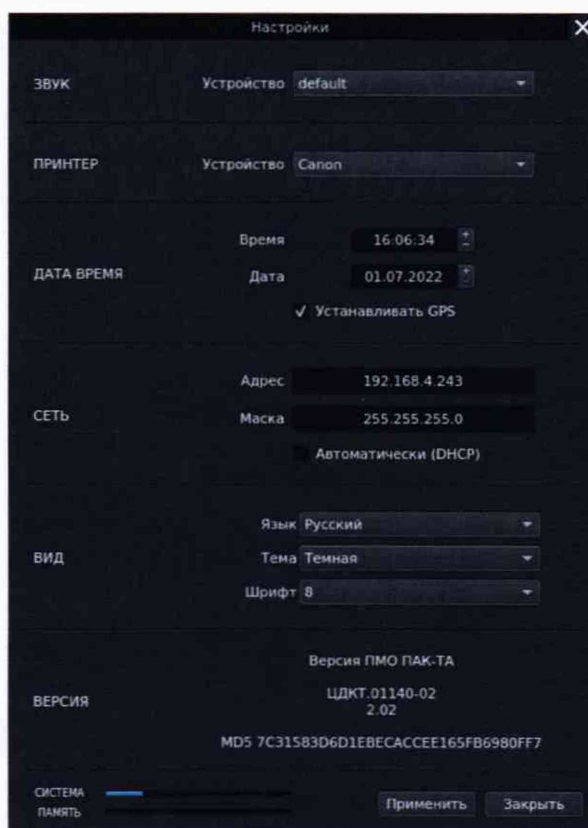 Настройки
ЗВУК Устройство default
ПРИНТЕР Устройство Canon
Время 16:06:34
ДАТА ВРЕМЯ
Дата 01.07.2022
✓ Устанавливать GPS
Адрес 192.168.4.243
СЕТЬ
Маска 255.255.255.0
Автоматически (DHCP)
Язык Русский
ВИД
Тема Темная
Шрифт 8
Версия ПМО ПАК-ТА
ВЕРСИЯ
ЦДКТ.01140-02
2.02
MD5 7C31583D6D1EBECACCEE165FB6980FF7
СИСТЕМА
ПАМЯТЬ
Применить Закрыть